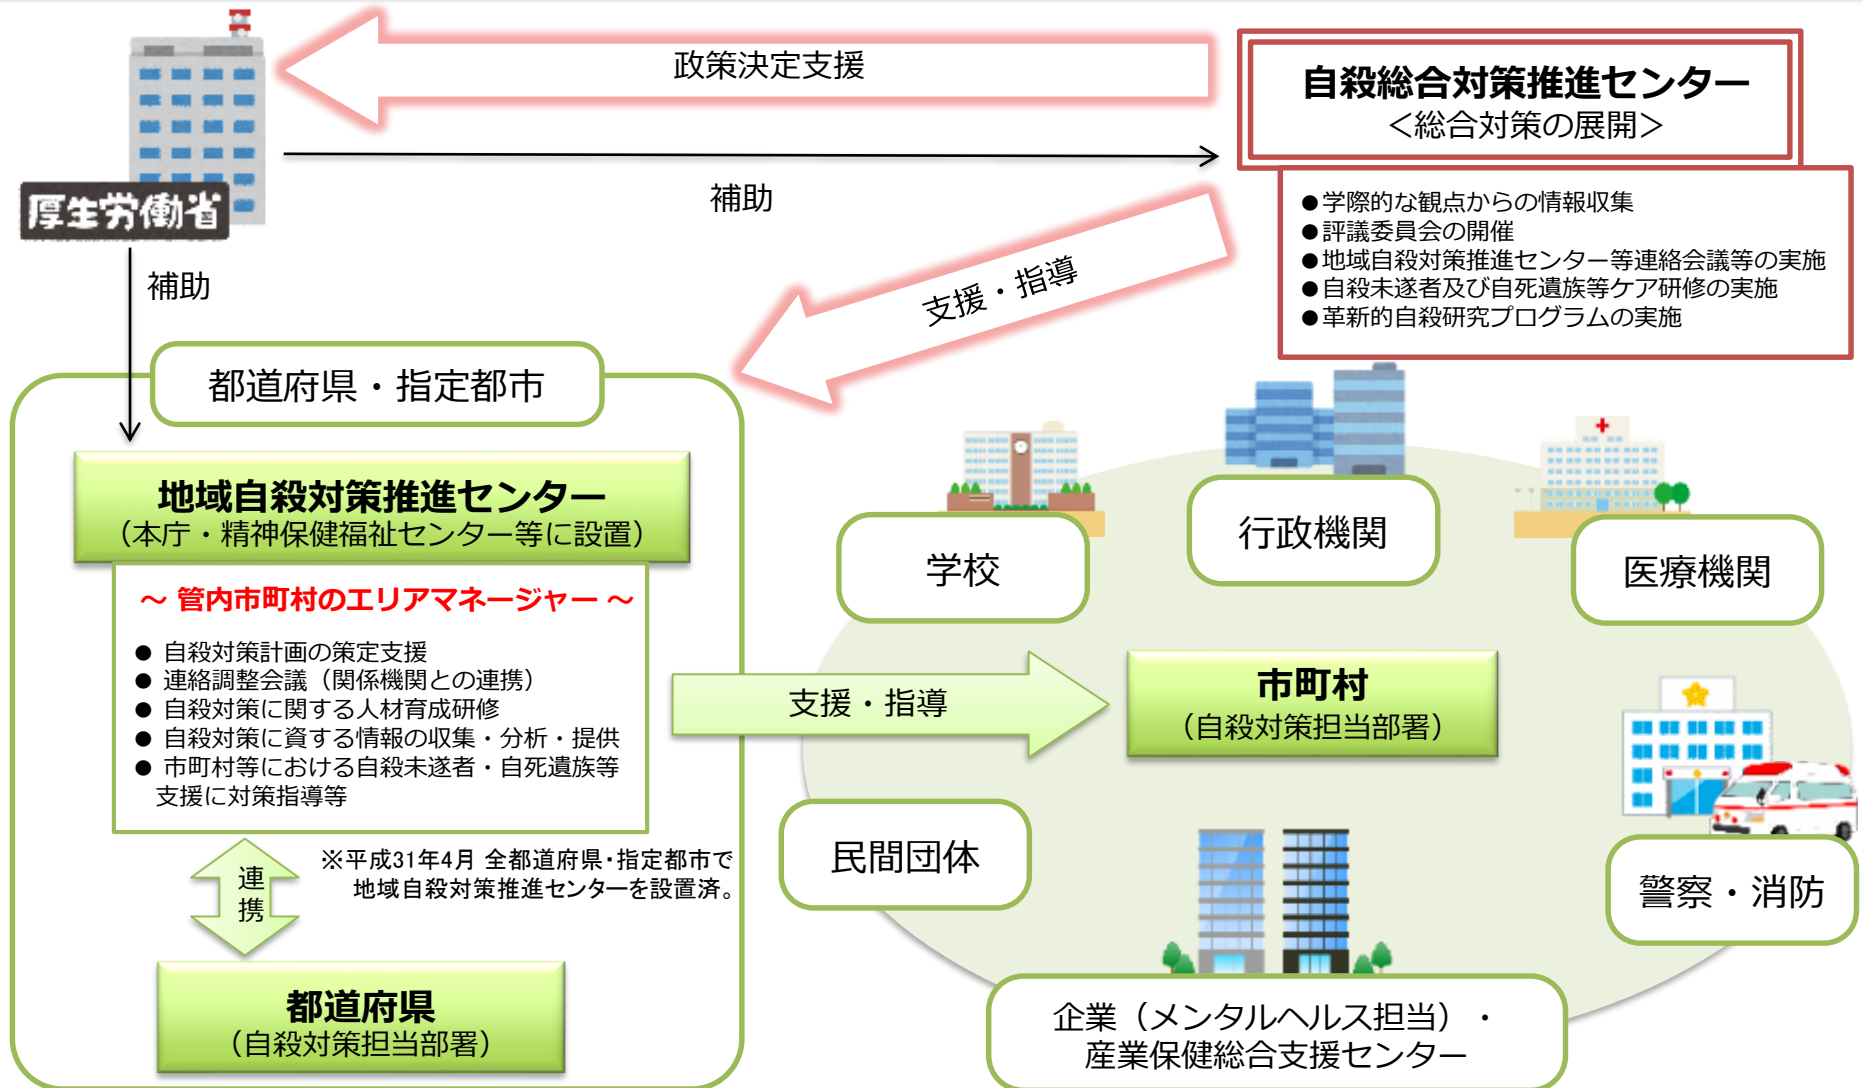 政策決定支援
自殺総合対策推進センター
＜総合対策の展開＞
厚生労働省
補助
●学際的な観点からの情報収集
●評議委員会の開催
●地域自殺対策推進センター等連絡会議等の実施
●自殺未遂者及び自死遺族等ケア研修の実施
●革新的自殺研究プログラムの実施
補助
支援・指導
都道府県・指定都市
地域自殺対策推進センター
（本庁・精神保健福祉センター等に設置）
～ 管内市町村のエリアマネージャー ～
● 自殺対策計画の策定支援
● 連絡調整会議（関係機関との連携）
● 自殺対策に関する人材育成研修
● 自殺対策に資する情報の収集・分析・提供
● 市町村等における自殺未遂者・自死遺族等
支援に対策指導等
連
携
※平成31年4月 全都道府県・指定都市で
地域自殺対策推進センターを設置済。
都道府県
（自殺対策担当部署）
支援・指導
学校
行政機関
医療機関
市町村
（自殺対策担当部署）
民間団体
警察・消防
企業（メンタルヘルス担当）・
産業保健総合支援センター